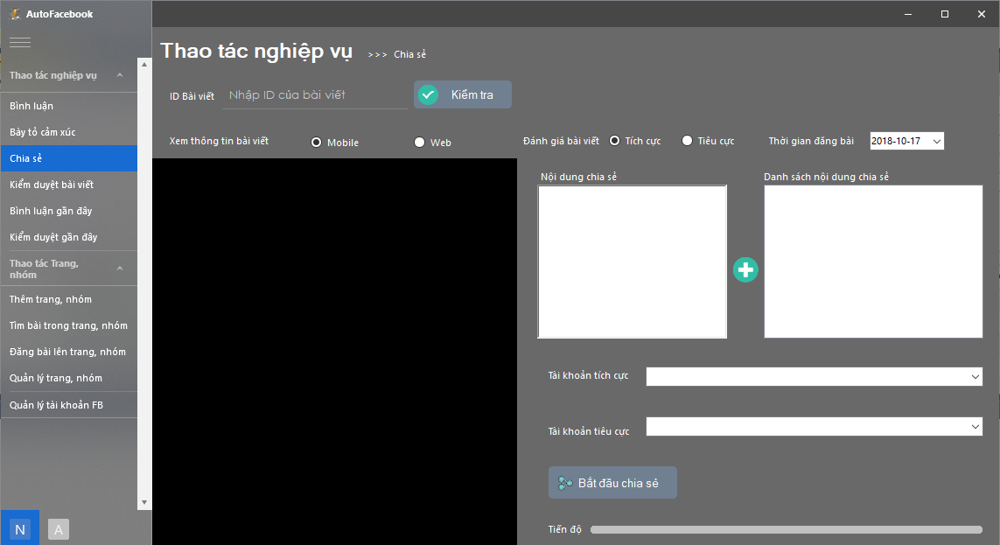 AutoFacebook
Thao tác nghiệp vụ
Bình luận
Bày tỏ cảm xúc
Chia sẻ
Kiểm duyệt bài viết
Bình luận gần đây
Kiểm duyệt gần đây
Thao tác Trang,
nhóm
Thêm trang, nhóm
Tìm bài trong trang, nhóm
Đăng bài lên trang, nhóm
Quản lý trang, nhóm
Quản lý tài khoản FB
N A
Thao tác nghiệp vụ >>> Chia sẻ
ID Bài viết Nhập ID của bài viết Kiểm tra
Xem thông tin bài viết Mobile Web
Đánh giá bài viết Tích cực Tiêu cực Thời gian đăng bài 2018-10-17
Nội dung chia sẻ Danh sách nội dung chia sẻ
Tài khoản tích cực
Tài khoản tiêu cực
Bắt đầu chia sẻ
Tiến độ